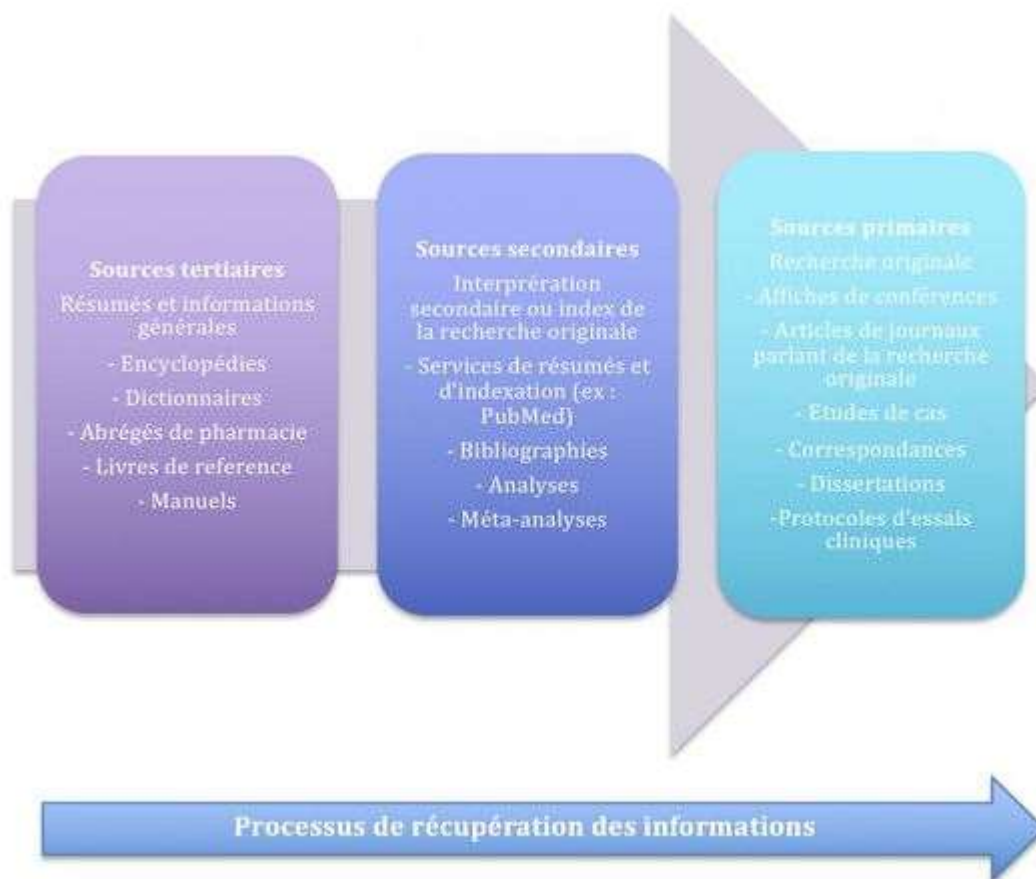 Sources tertiaires
Résumés et informations
générales
- Encyclopédies
- Dictionnaires
- Abrégés de pharmacie
- Livres de reference
- Manuels
Sources secondaires
Interprération
secondaire ou index de
la recherche originale
- Services de résumés et
d'indexation (ex :
PubMed)
- Bibliographies
- Analyses
- Méta-analyses
Sources primaires
Recherche originale
- Affiches de conférences
- Articles de journaux
parlant de la recherche
originale
- Etudes de cas
- Correspondances
- Dissertations
-Protocoles d'essais
cliniques
Processus de récupération des informations